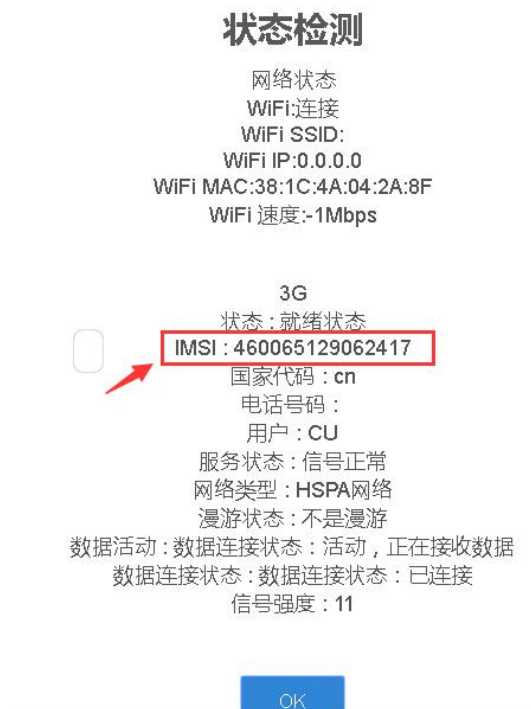 状态检测
网络状态
WiFi:连接
WiFi SSID:
WiFi IP:0.0.0.0
WiFi MAC:38:1C:4A:04:2A:8F
WiFi 速度:-1Mbps
3G
状态 : 就绪状态
IMSI : 460065129062417
国家代码 : cn
电话号码 :
用户 : CU
服务状态 : 信号正常
网络类型 : HSPA网络
漫游状态 : 不是漫游
数据活动 : 数据连接状态 : 活动 , 正在接收数据
数据连接状态 : 数据连接状态 : 已连接
信号强度 : 11
OK